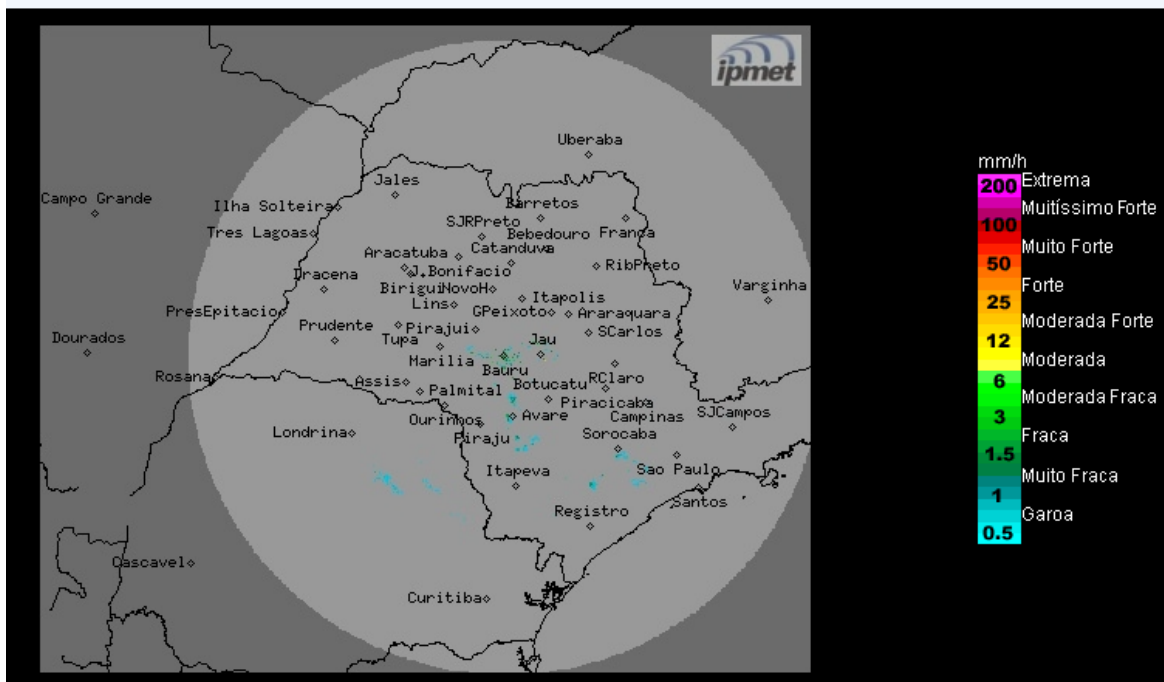 ipmet
Uberaba
Jales
Campo Grande
Ilha Solteira
Barretos
SJRPreto
Tres Lagoas
Bebedouro
Franca
Aracatuba
Catanduva
J.Bonifacio
RibPreto
Dracena
Birigui
NovoH
Itapolis
Varginha
Lins
GPeixoto
Araraquara
PresEpitacio
Prudente
Pirajui
SCarlos
Dourados
Tupa
Jau
Marilia
Bauru
Rosana
Assis
Palmital
Botucatu
RClaro
Piracicaba
Ourinhos
Avare
Campinas
SJCampos
Londrina
Piraju
Sorocaba
Itapeva
Sao Paulo
Santos
Registro
Cascavel
Curitiba
mm/h
200 Extrema
Muitíssimo Forte
100
Muito Forte
50
Forte
25
Moderada Forte
12
Moderada
6
Moderada Fraca
3
Fraca
1.5
Muito Fraca
1
Garoa
0.5